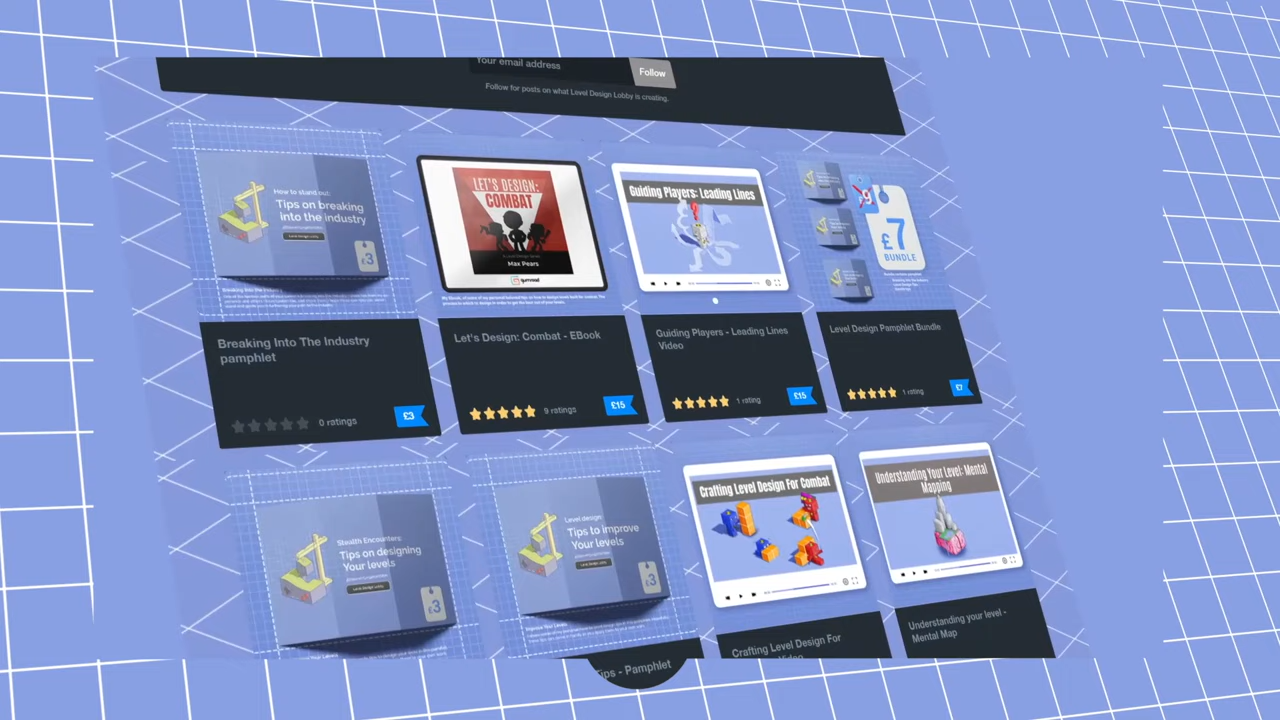 Your email address
Follow
Follow for posts on what Level Design Lobby is creating.
How to stand out:
Tips on breaking
into the industry
£3
Breaking Into The Industry
pamphlet
0 ratings
£3
LET'S DESIGN:
COMBAT
Max Pears
gumroad
Let's Design: Combat - EBook
9 ratings
£15
Guiding Players: Leading Lines
Guiding Players - Leading Lines
Video
1 rating
£15
£7
BUNDLE
Level Design Pamphlet Bundle
1 rating
£7
Stealth Encounters:
Tips on designing
Your levels
£3
Level design:
Tips to improve
Your levels
£3
Tips - Pamphlet
Crafting Level Design For Combat
Crafting Level Design For
Video
Understanding Your Level: Mental
Mapping
Understanding your level -
Mental Map